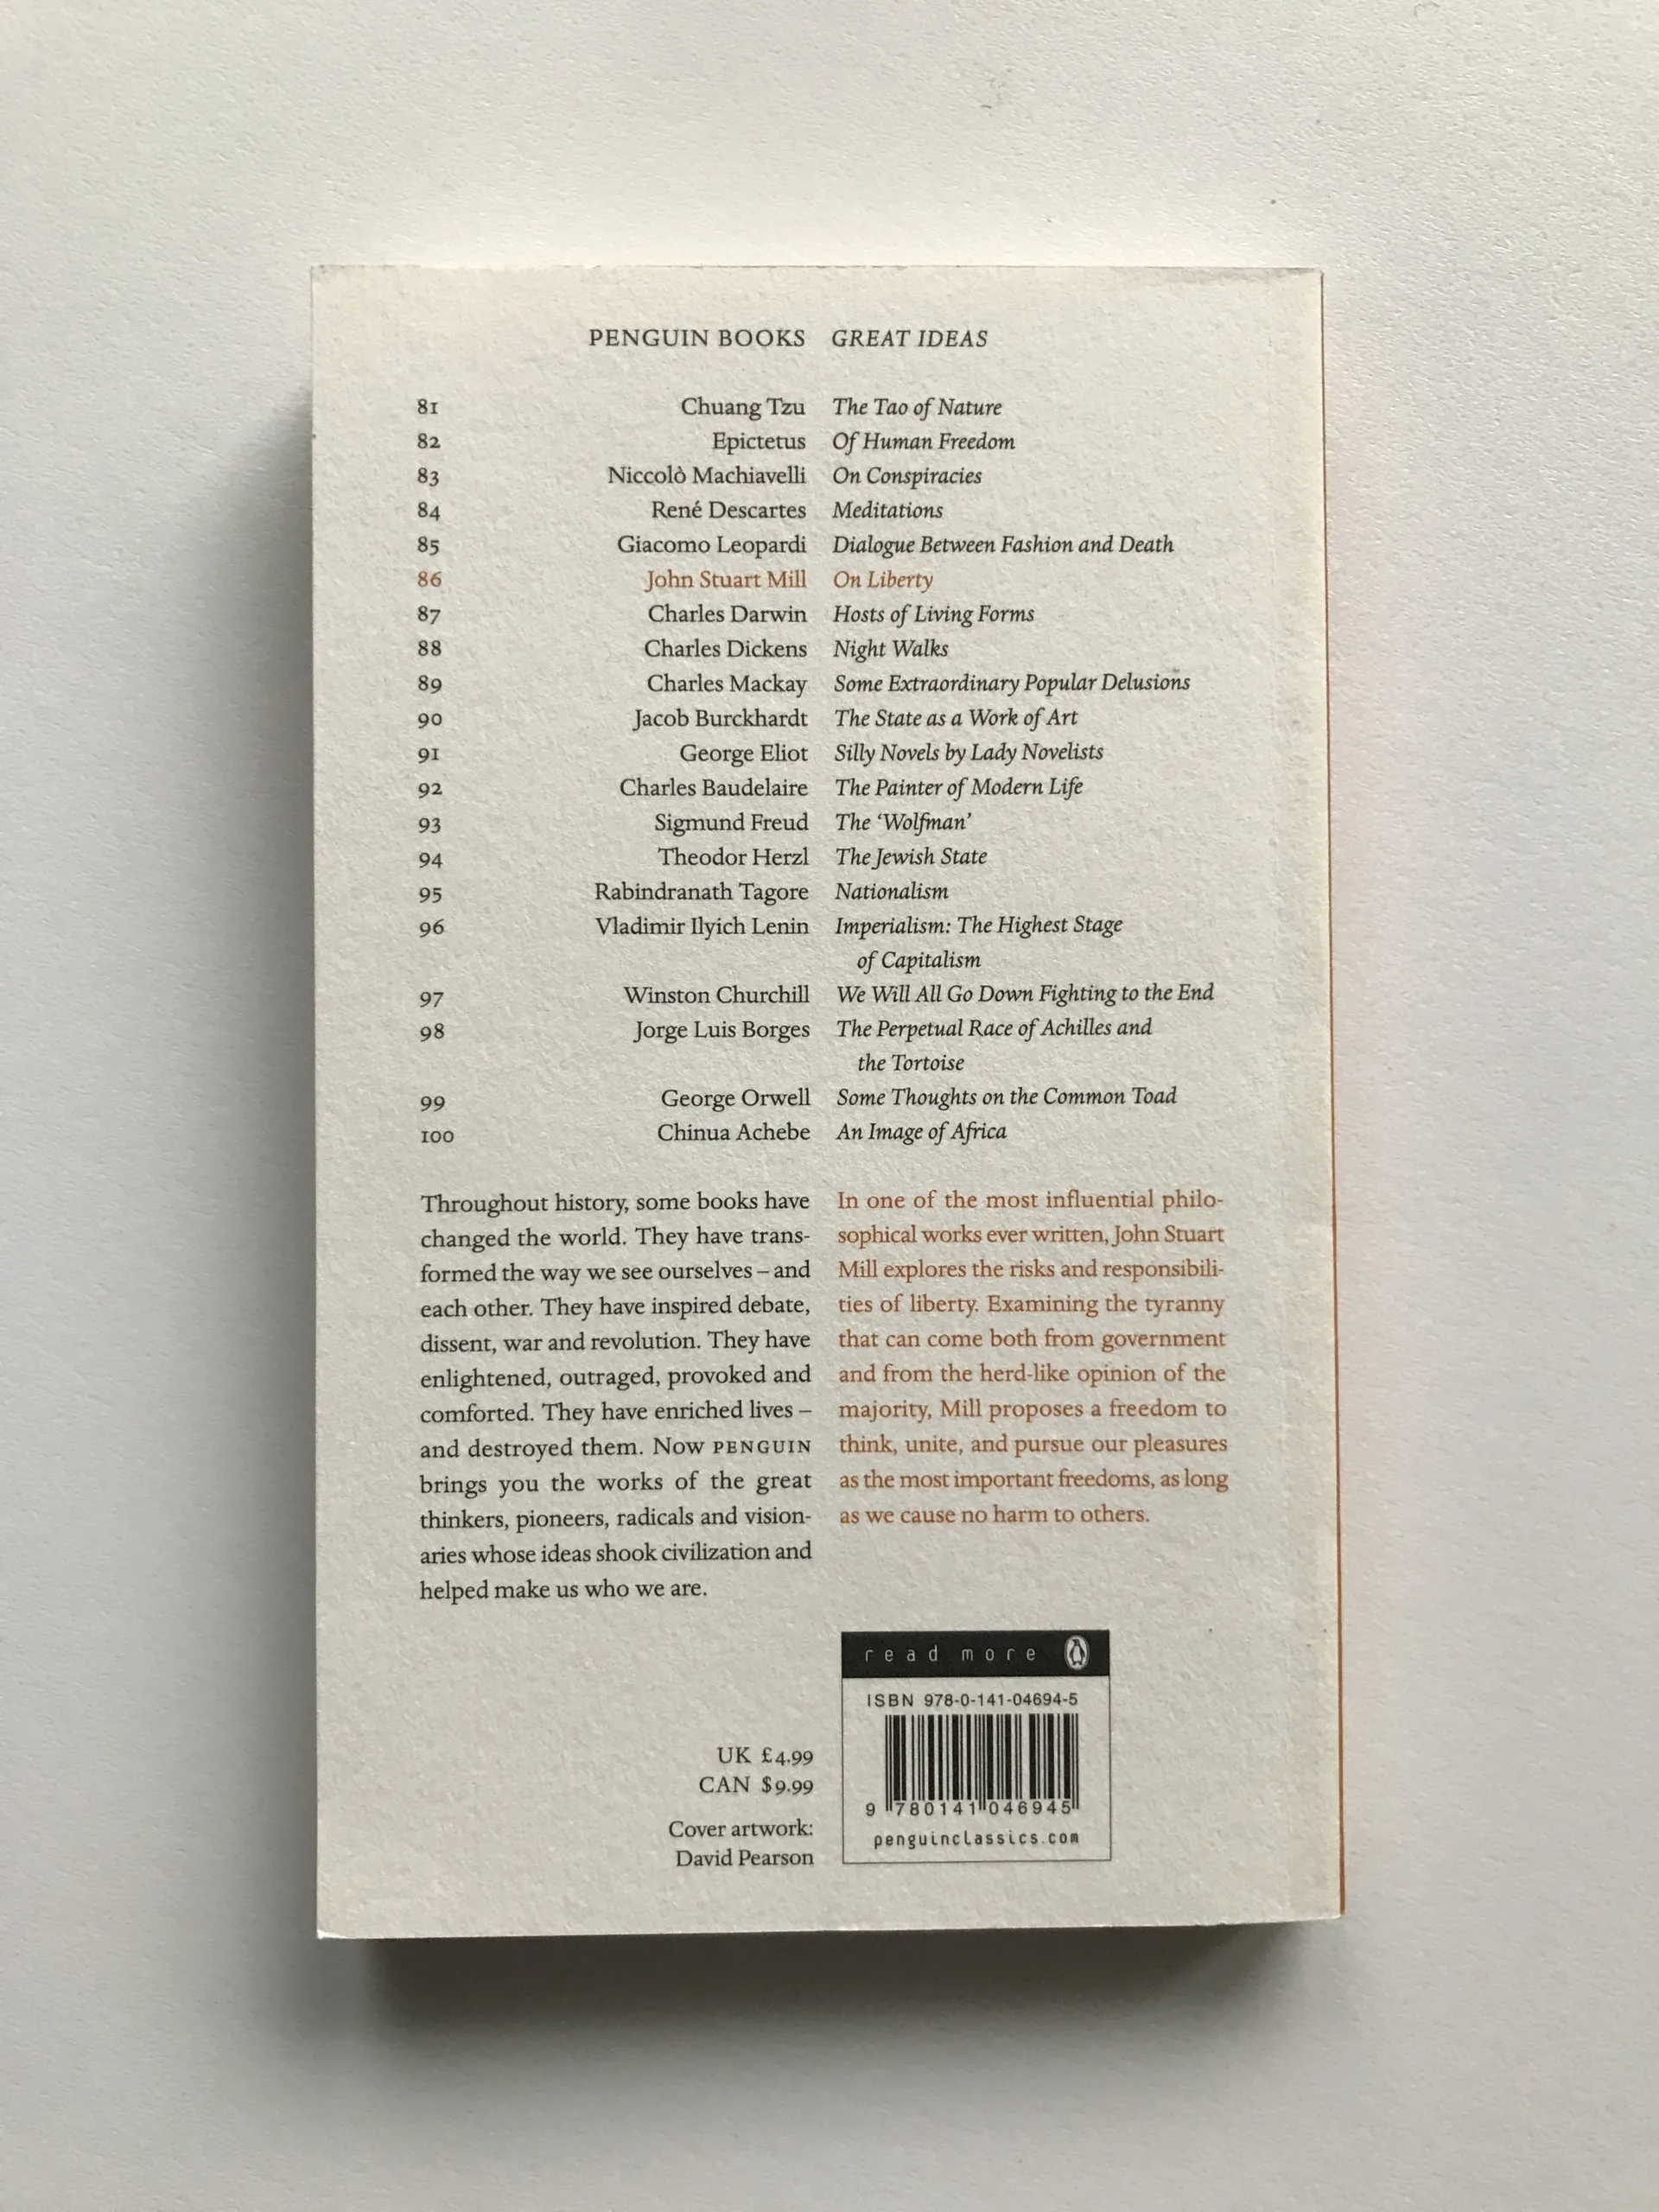 PENGUIN BOOKS GREAT IDEAS
81 Chuang Tzu The Tao of Nature
82 Epictetus Of Human Freedom
83 Niccolò Machiavelli On Conspiracies
84 René Descartes Meditations
85 Giacomo Leopardi Dialogue Between Fashion and Death
86 John Stuart Mill On Liberty
87 Charles Darwin Hosts of Living Forms
88 Charles Dickens Night Walks
89 Charles Mackay Some Extraordinary Popular Delusions
90 Jacob Burckhardt The State as a Work of Art
91 George Eliot Silly Novels by Lady Novelists
92 Charles Baudelaire The Painter of Modern Life
93 Sigmund Freud The ‘Wolfman’
94 Theodor Herzl The Jewish State
95 Rabindranath Tagore Nationalism
96 Vladimir Ilyich Lenin Imperialism: The Highest Stage
of Capitalism
97 Winston Churchill We Will All Go Down Fighting to the End
98 Jorge Luis Borges The Perpetual Race of Achilles and
the Tortoise
99 George Orwell Some Thoughts on the Common Toad
100 Chinua Achebe An Image of Africa
Throughout history, some books have
changed the world. They have trans-
formed the way we see ourselves – and
each other. They have inspired debate,
dissent, war and revolution. They have
enlightened, outraged, provoked and
comforted. They have enriched lives –
and destroyed them. Now PENGUIN
brings you the works of the great
thinkers, pioneers, radicals and vision-
aries whose ideas shook civilization and
helped make us who we are.
In one of the most influential philo-
sophical works ever written, John Stuart
Mill explores the risks and responsibili-
ties of liberty. Examining the tyranny
that can come both from government
and from the herd-like opinion of the
majority, Mill proposes a freedom to
think, unite, and pursue our pleasures
as the most important freedoms, as long
as we cause no harm to others.
UK £4.99
CAN $9.99
Cover artwork:
David Pearson
read more
ISBN 978-0-141-04694-5
9 780141 046945
penguinclassics.com